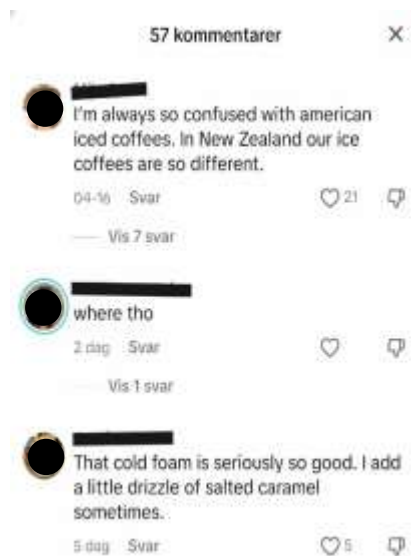 57 kommentarer
I'm always so confused with american
iced coffees. In New Zealand our ice
coffees are so different.
04-16 Svar 21
Vis 7 svar
where tho
2 dag Svar
Vis 1 svar
That cold foam is seriously so good. I add
a little drizzle of salted caramel
sometimes.
5 dag Svar 5